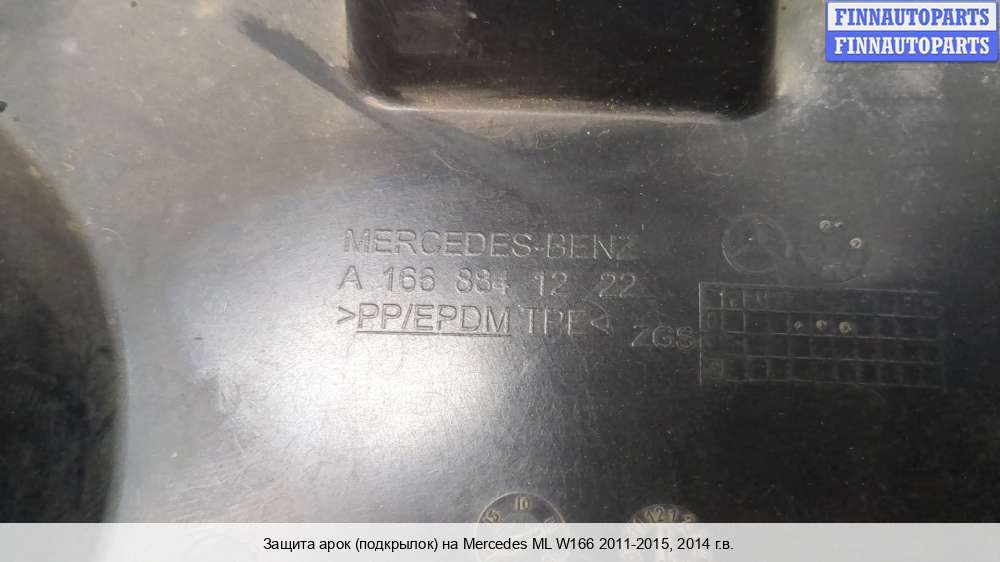 FINNAUTOPARTS
FINNAUTOPARTS
MERCEDES-BENZ
A 166 884 12 22
>PP/EPDM TPE<
ZGS
Защита арок (подкрылок) на Mercedes ML W166 2011-2015, 2014 г.в.